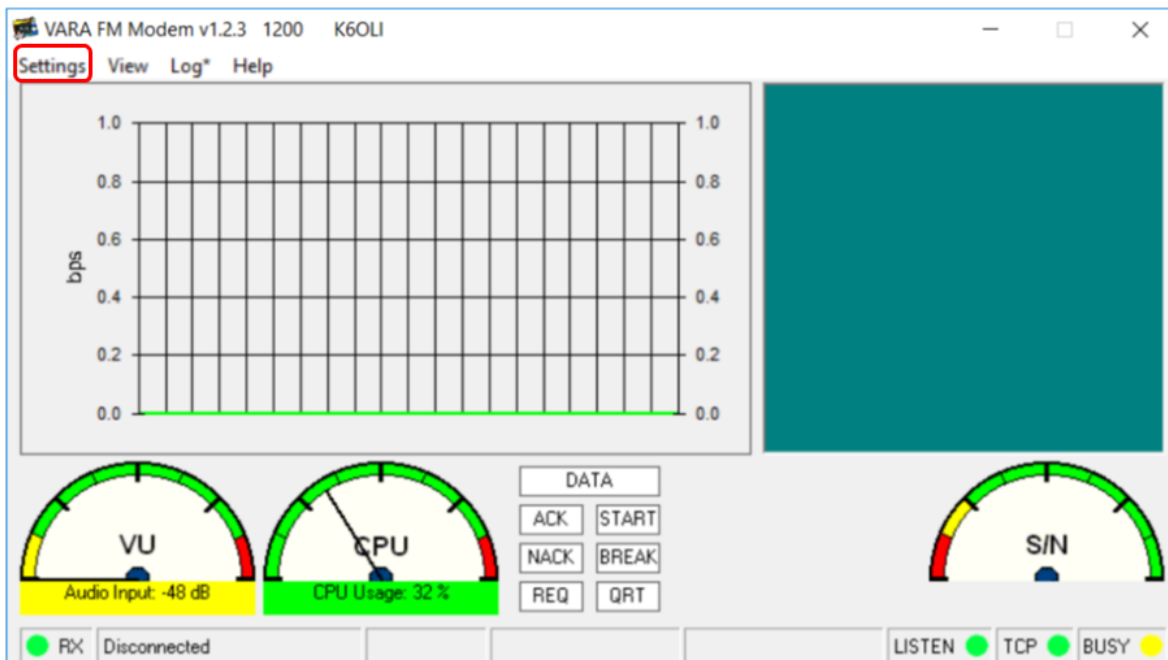 VARA FM Modem v1.2.3 1200 K6OLI
Settings View Log* Help
1.0 1.0
0.8 0.8
0.6 0.6
bps
0.4 0.4
0.2 0.2
0.0 0.0
DATA
ACK START
VU CPU NACK BREAK S/N
Audio Input: -48 dB CPU Usage: 32 % REQ QRT
RX Disconnected LISTEN TCP BUSY